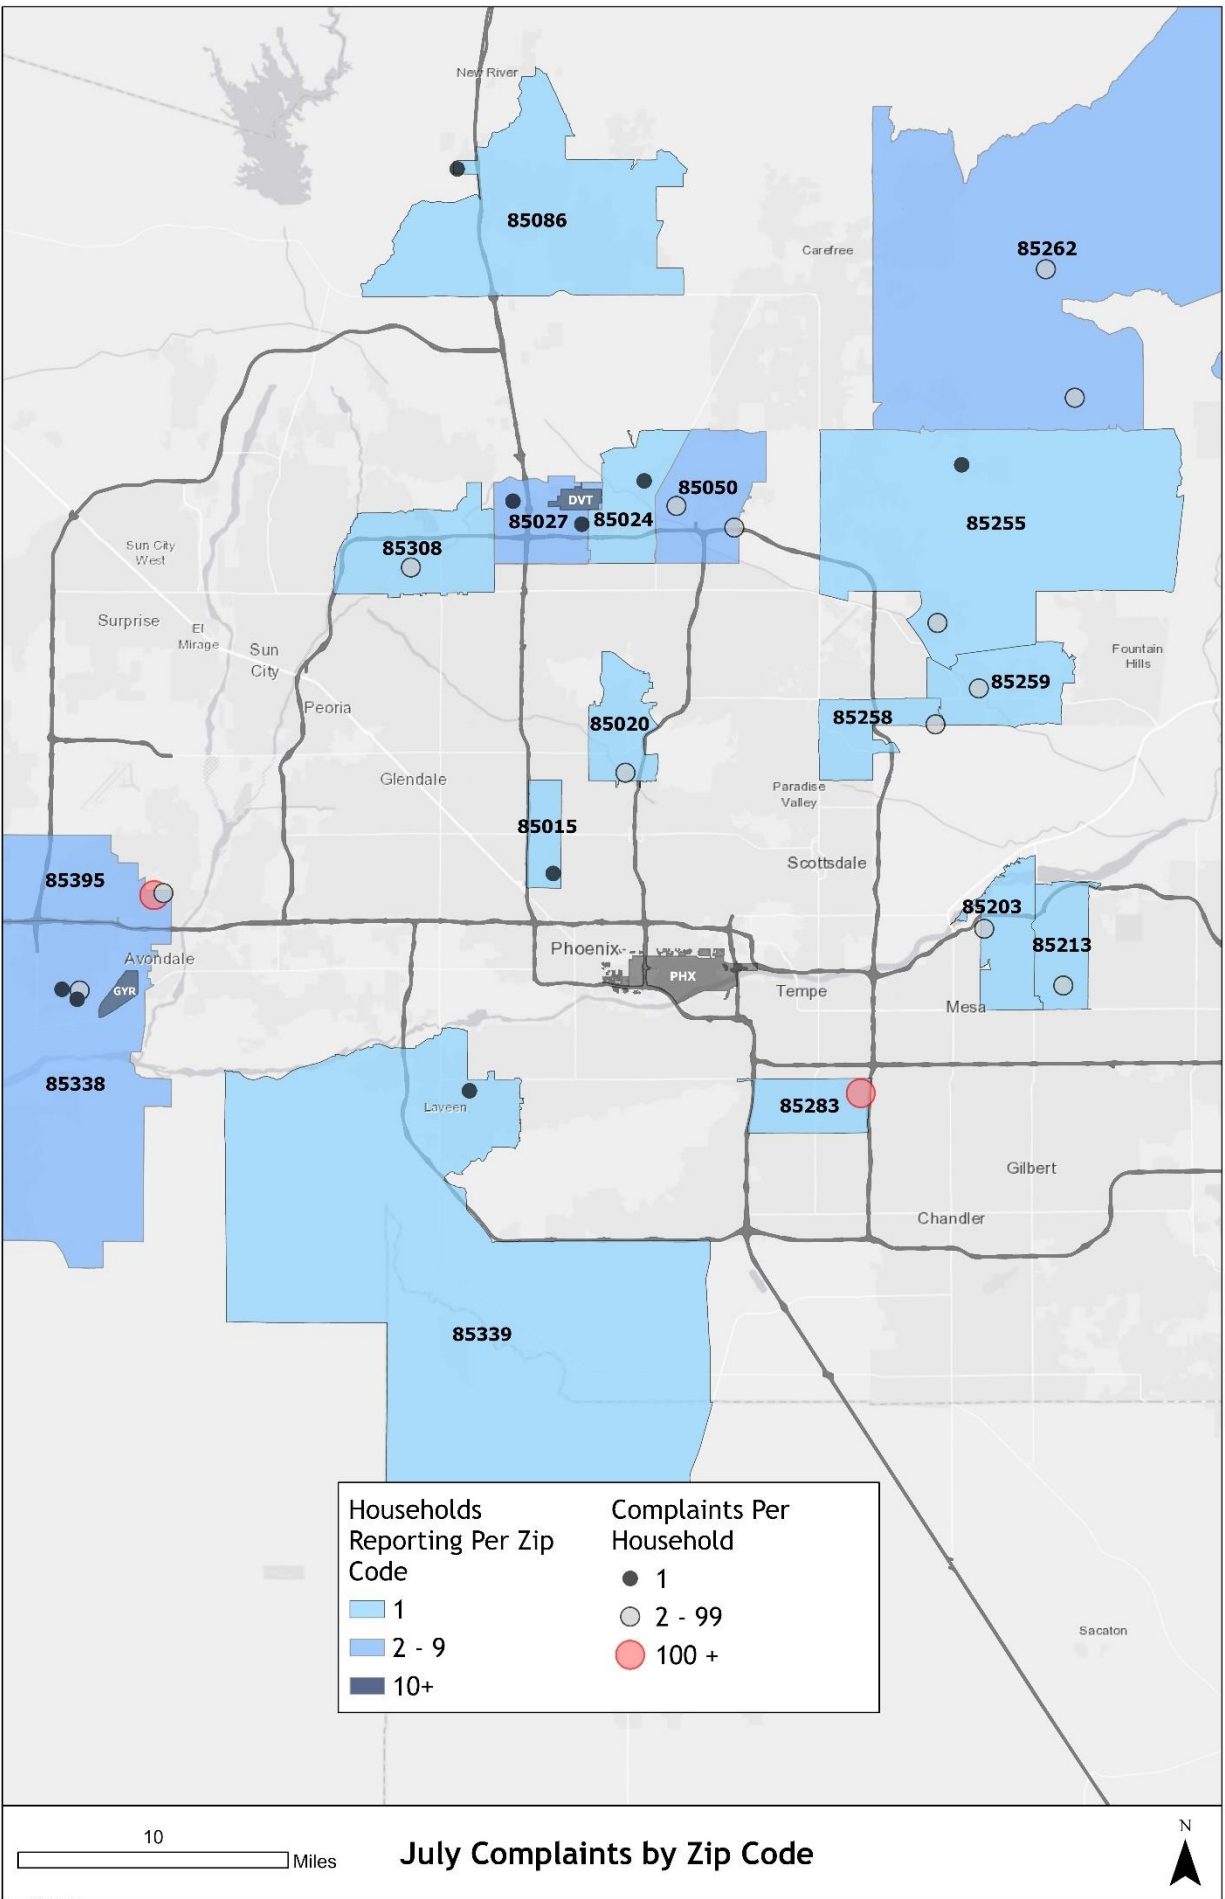 New River
85086
Carefree
85262
85050
DVT
85027
85024
85255
85308
Sun City
West
Surprise
El
Mirage
Sun
City
Fountain
Hills
85259
Peoria
85020
85258
Glendale
Paradise
Valley
85015
Scottsdale
85395
85203
85213
Phoenix
Avondale
PHX
GYR
Tempe
Mesa
85338
Laveen
85283
Gilbert
Chandler
85339
Households
Reporting Per Zip
Code
1
2 - 9
10+
Complaints Per
Household
1
2 - 99
100 +
Sacaton
10
Miles
July Complaints by Zip Code
N